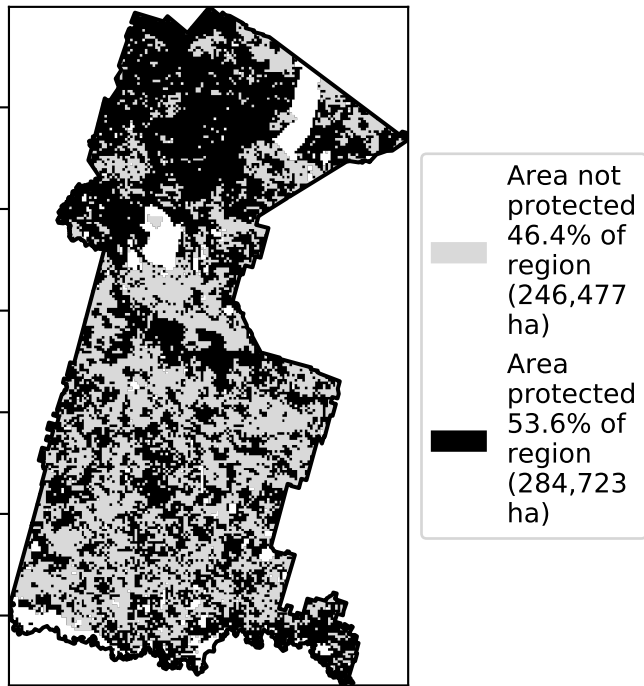 Area not
protected
46.4% of
region
(246,477
ha)
Area
protected
53.6% of
region
(284,723
ha)